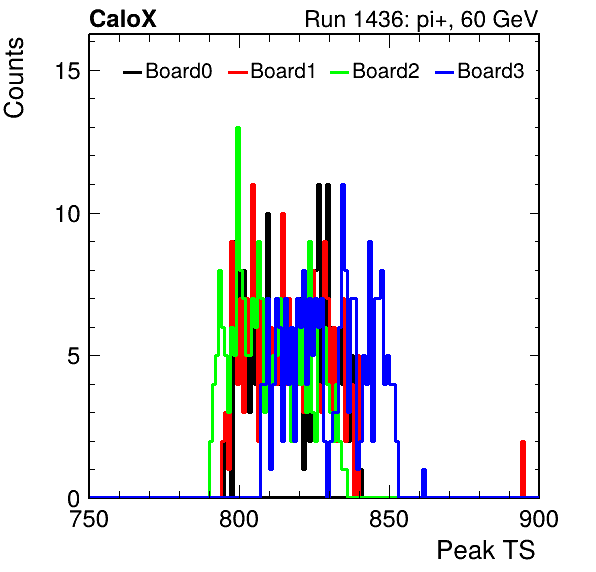 CaloX Run 1436: pi+, 60 GeV
Counts
15
Board0 Board1 Board2 Board3
10
5
0
750 800 850 900
Peak TS